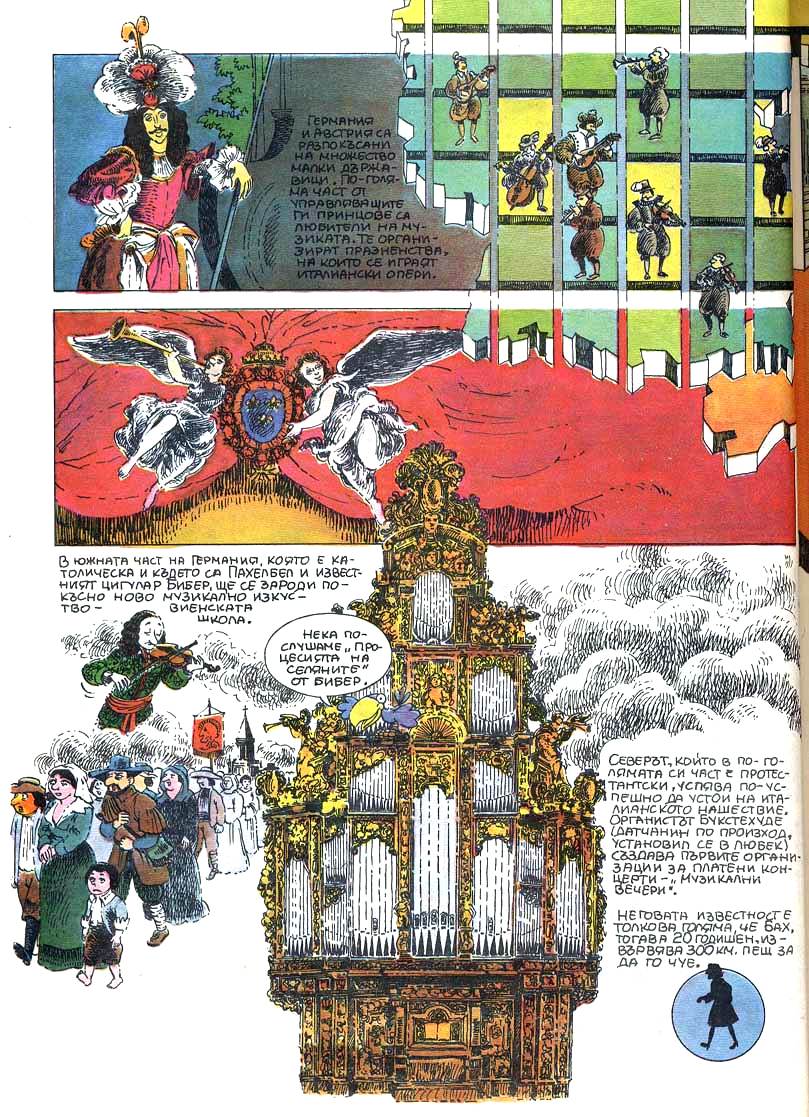 ГЕРМАНИЯ
И АВСТРИЯ СА
РАЗПОКЪСАНИ
НА МНОЖЕСТВО
МАЛКИ ДЪРЖА-
ВИЦИ. ПО-ГОЛЯ-
МА ЧАСТ ОТ
УПРАВЛЯВАЩИТЕ
ГИ ПРИНЦОВЕ СА
ЛЮБИТЕЛИ НА МУ-
ЗИКАТА. ТЕ ОРГАНИ-
ЗИРАТ ПРАЗНЕНСТВА,
НА КОИТО СЕ ИГРАЯТ
ИТАЛИАНСКИ ОПЕРИ.
В ЮЖНАТА ЧАСТ НА ГЕРМАНИЯ, КОЯТО Е КА-
ТОЛИЧЕСКА И КЪДЕТО СА ПАХЕЛБЕЛ И ИЗВЕСТ-
НИЯТ ЦИГУЛАР БИБЕР, ЩЕ СЕ ЗАРОДИ ПО-
КЪСНО НОВО МУЗИКАЛНО ИЗКУС-
ТВО - ВИЕНСКАТА
ШКОЛА.
НЕКА ПО-
СЛУШАМЕ „ПРО-
ЦЕСИЯТА НА
СЕЛЯНИТЕ"
ОТ БИБЕР.
СЕВЕРЪТ, КОЙТО В ПО-ГО-
ЛЯМАТА СИ ЧАСТ Е ПРОТЕС-
ТАНТСКИ, УСПЯВА ПО-УС-
ПЕШНО ДА УСТОИ НА ИТА-
ЛИАНСКОТО НАШЕСТВИЕ.
ОРГАНИСТЪТ БУКСТЕХУДЕ
(ДАТЧАНИН ПО ПРОИЗХОД,
УСТАНОВИЛ СЕ В ЛЮБЕК)
СЪЗДАВА ПЪРВИТЕ ОРГАНИ-
ЗАЦИИ ЗА ПЛАТЕНИ КОН-
ЦЕРТИ - „МУЗИКАЛНИ
ВЕЧЕРИ".
НЕГОВАТА ИЗВЕСТНОСТ Е
ТОЛКОВА ГОЛЯМА, ЧЕ БАХ,
ТОГАВА 20 ГОДИШЕН, ИЗ-
ВЪРВЯВА 300 КМ. ПЕШ ЗА
ДА ГО ЧУЕ.